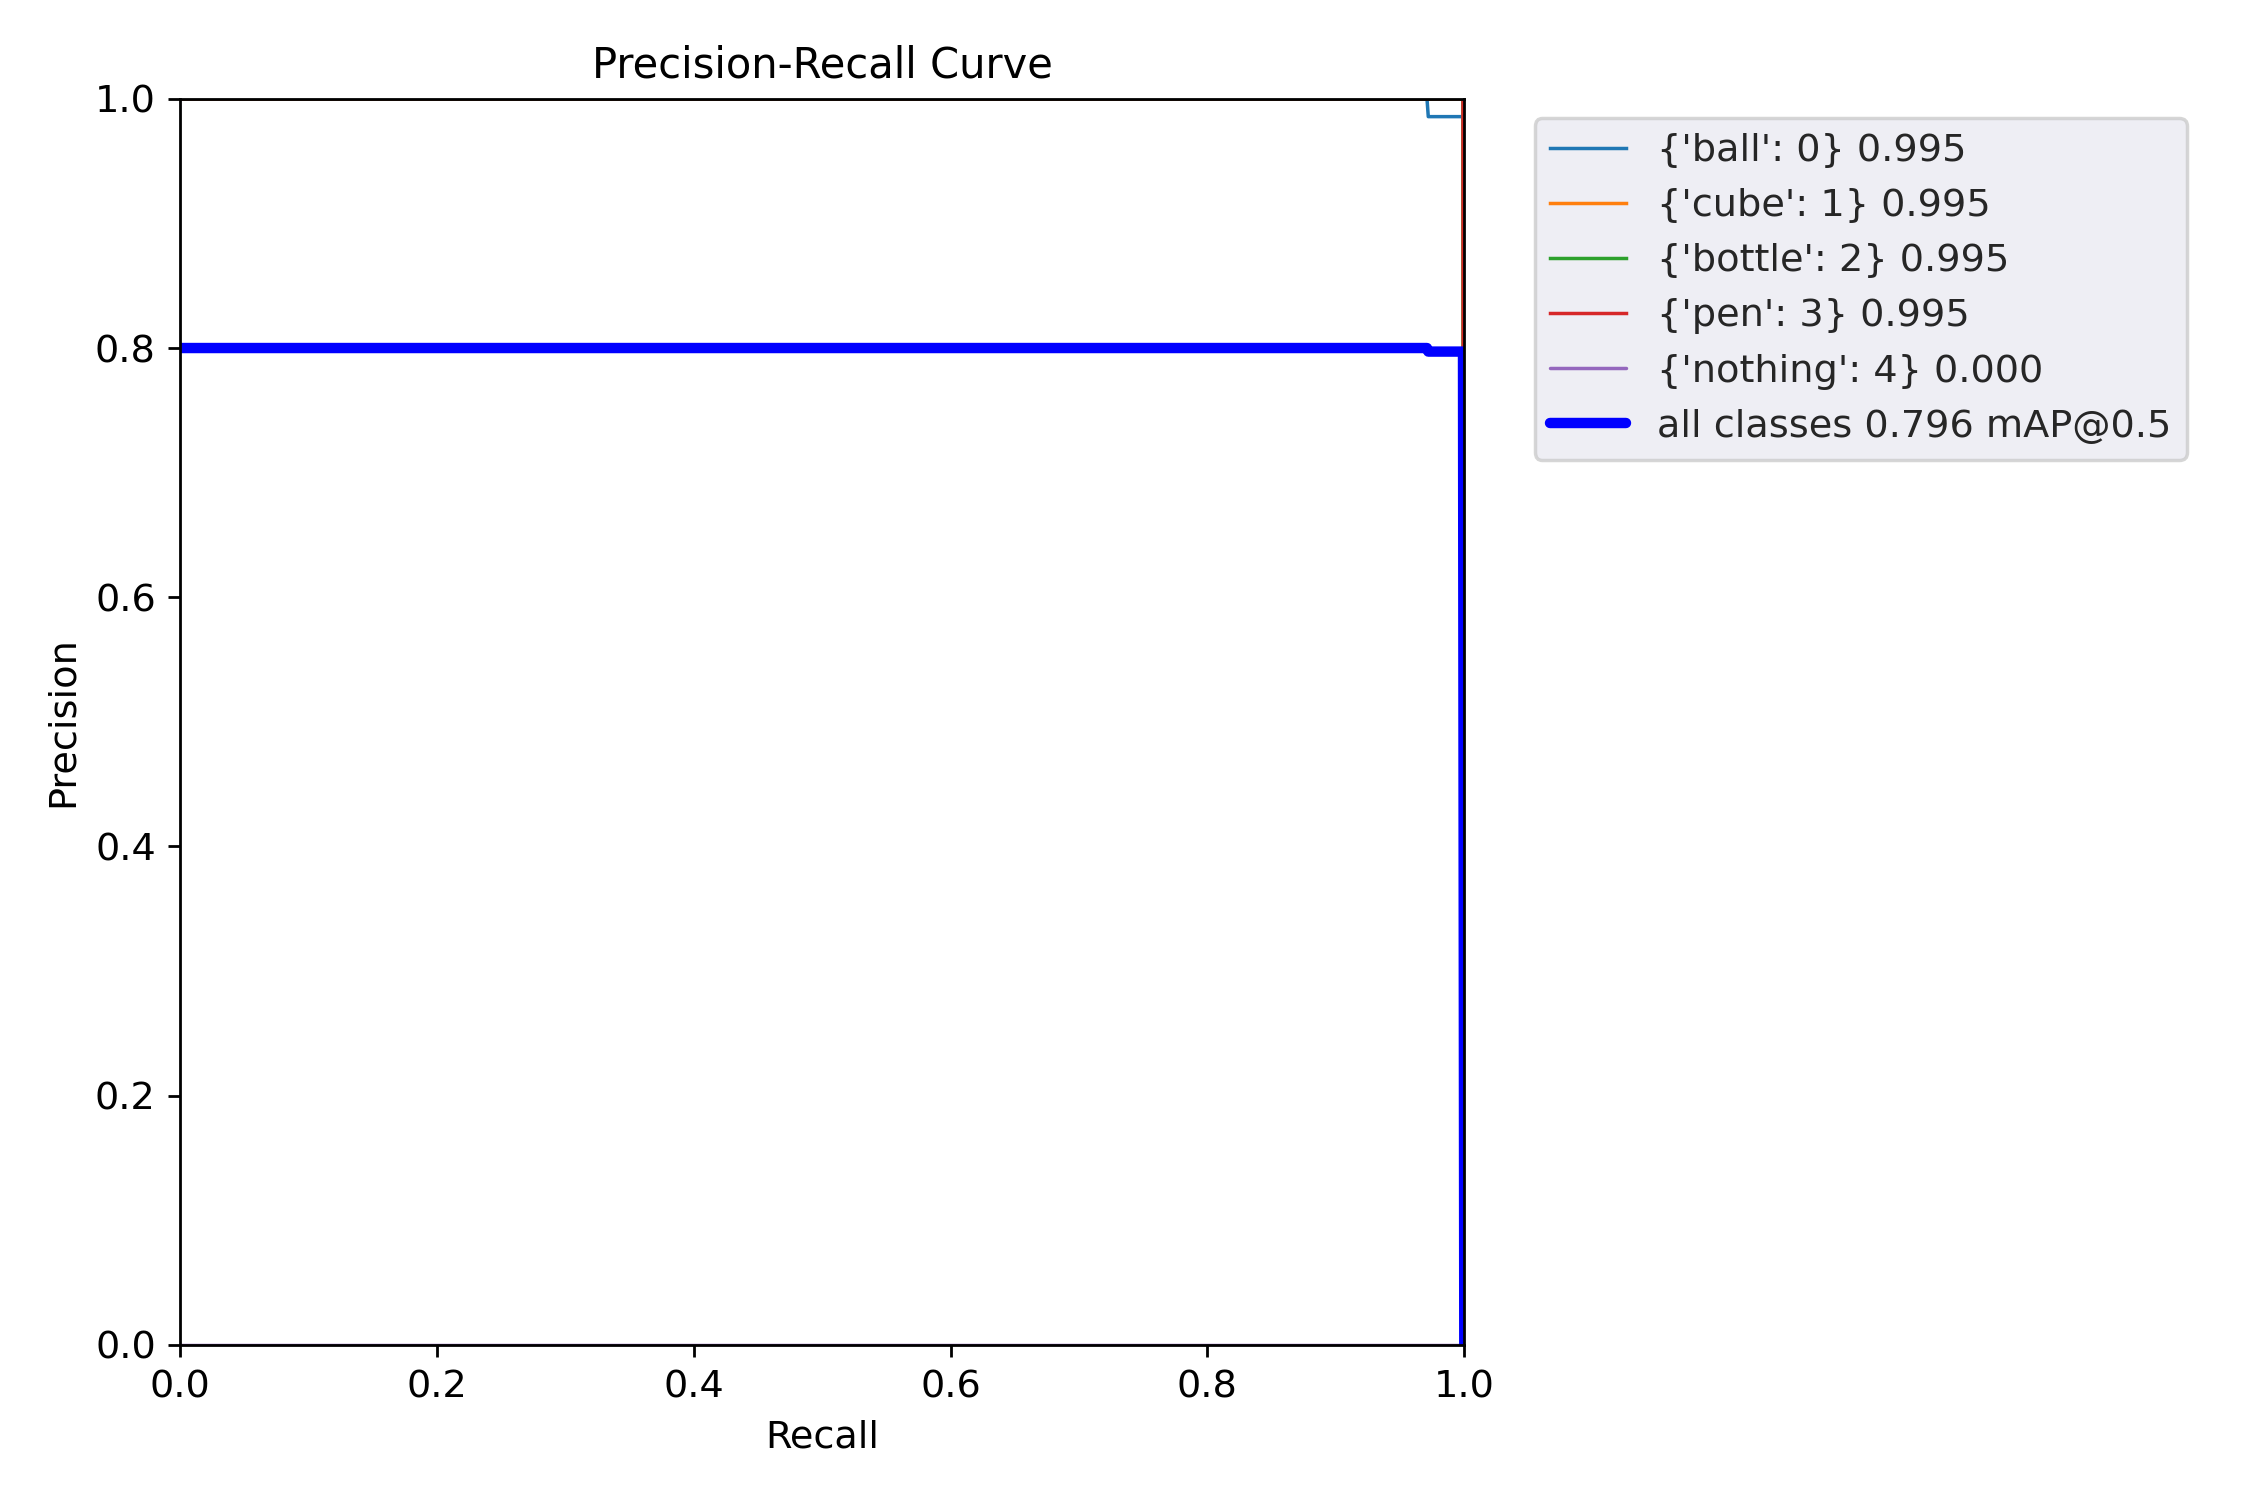 Precision-Recall Curve
1.0
0.8
0.6
0.4
0.2
0.0
Precision
0.0 0.2 0.4 0.6 0.8 1.0
Recall
{'ball': 0} 0.995
{'cube': 1} 0.995
{'bottle': 2} 0.995
{'pen': 3} 0.995
{'nothing': 4} 0.000
all classes 0.796 mAP@0.5